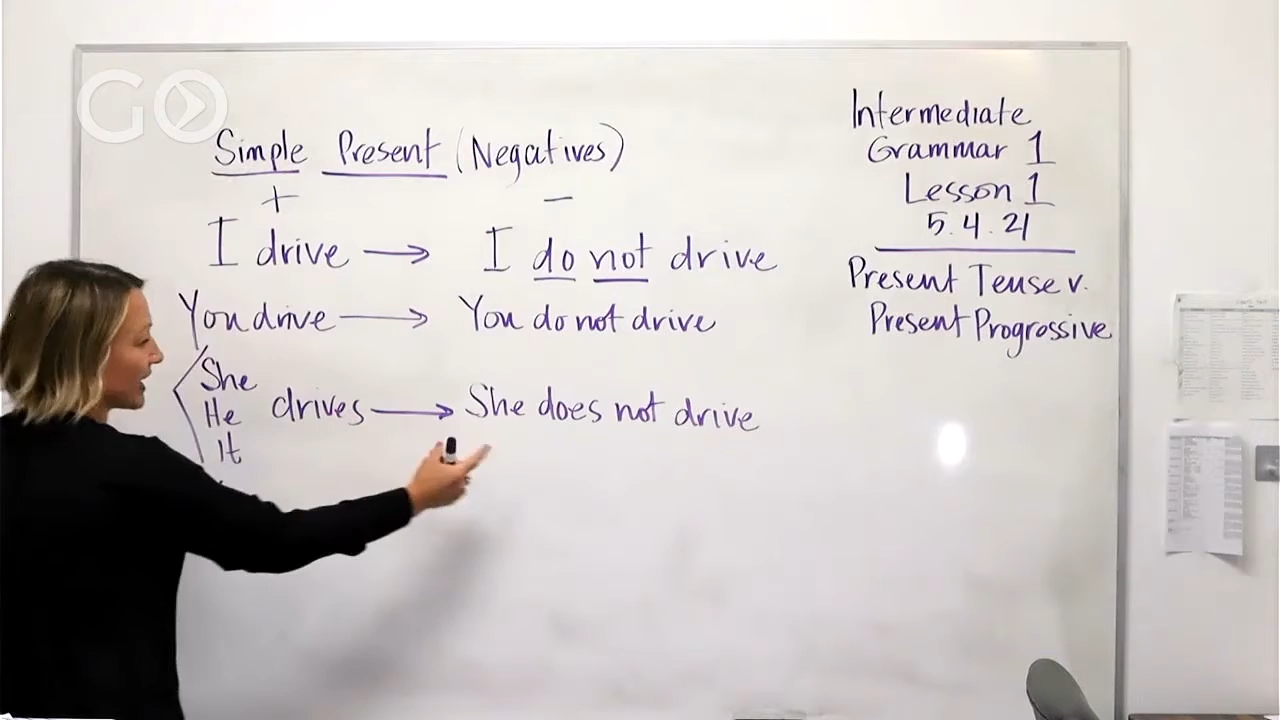 GO
Simple Present (Negatives)
+ −
I drive → I do not drive
You drive → You do not drive
She
He drives → She does not drive
It
Intermediate
Grammar 1
Lesson 1
5.4.21
Present Tense v.
Present Progressive